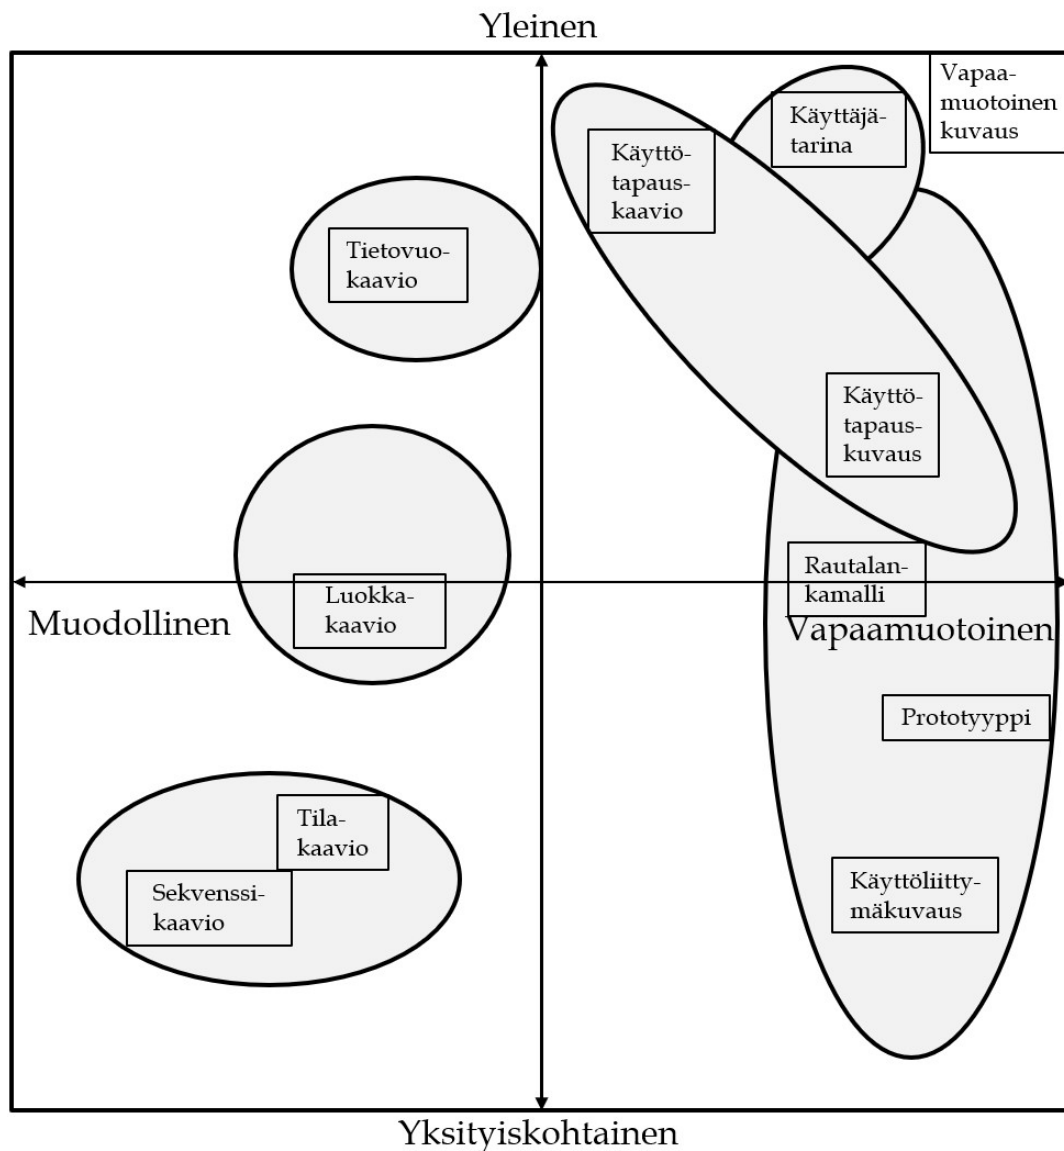 Yleinen
Vapaa-
muotoinen
kuvaus
Käyttäjä-
tarina
Käyttö-
tapaus-
kaavio
Tietovuo-
kaavio
Käyttö-
tapaus-
kuvaus
Rautalan-
kamalli
Luokka-
kaavio
Muodollinen
Vapaamuotoinen
Prototyyppi
Tila-
kaavio
Sekvenssi-
kaavio
Käyttöliitty-
mäkuvaus
Yksityiskohtainen